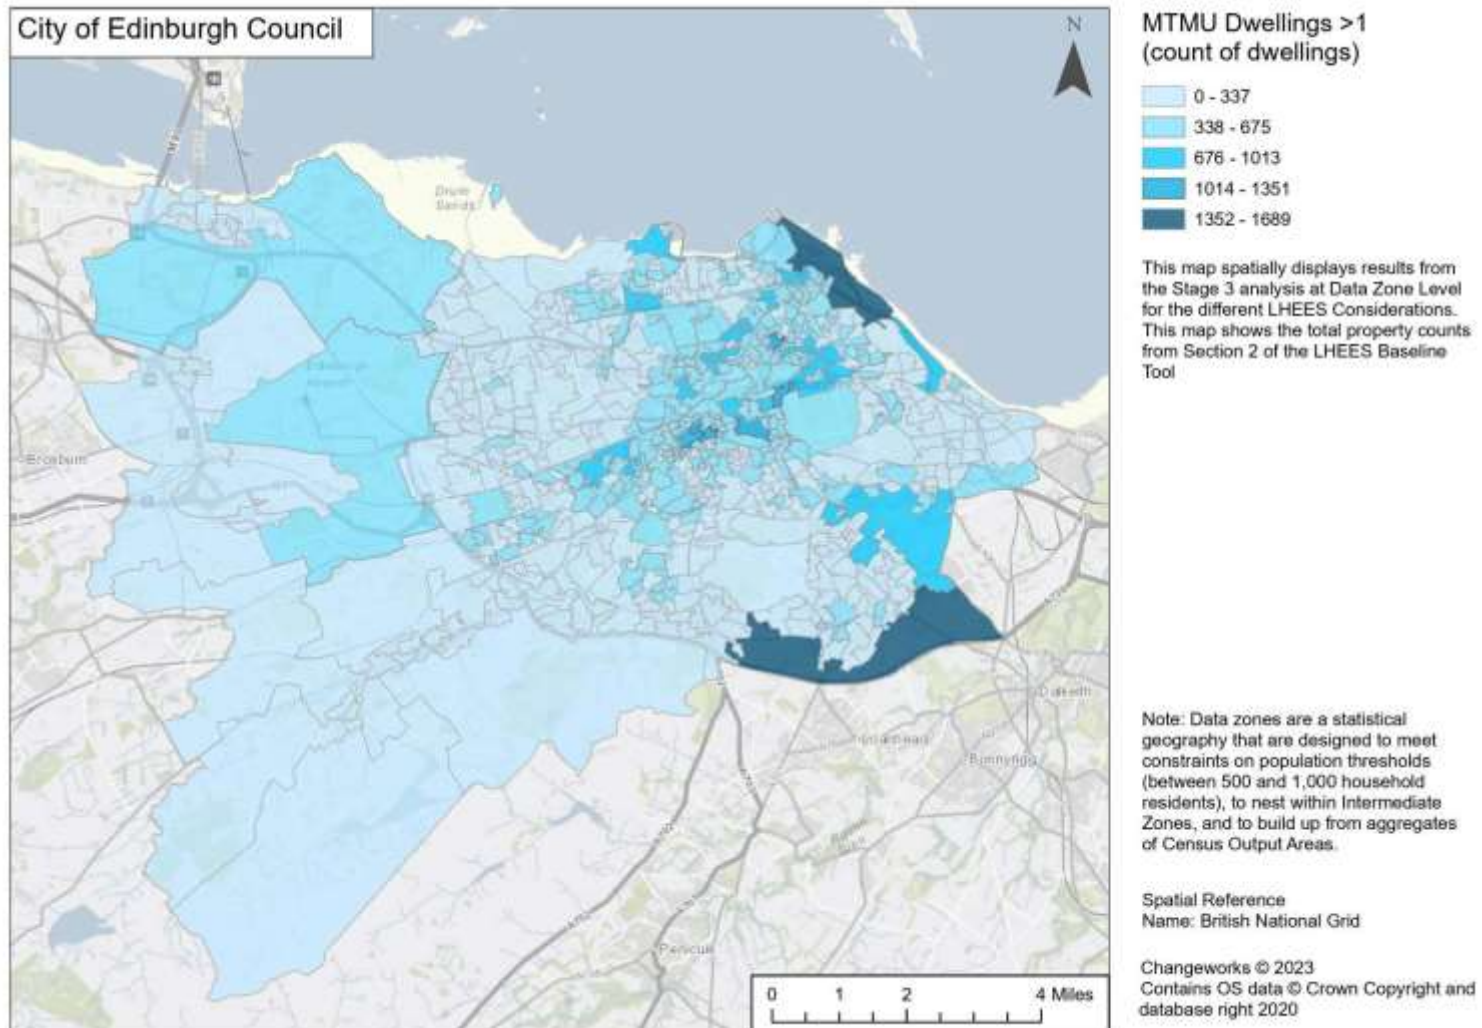 City of Edinburgh Council
N
MTMU Dwellings >1
(count of dwellings)
0 - 337
338 - 675
676 - 1013
1014 - 1351
1352 - 1689
This map spatially displays results from
the Stage 3 analysis at Data Zone Level
for the different LHEES Considerations.
This map shows the total property counts
from Section 2 of the LHEES Baseline
Tool
Drum
Sands
Broxburn
Dalkeith
Bonnyrigg
Penicuik
Note: Data zones are a statistical
geography that are designed to meet
constraints on population thresholds
(between 500 and 1,000 household
residents), to nest within Intermediate
Zones, and to build up from aggregates
of Census Output Areas.
Spatial Reference
Name: British National Grid
Changeworks © 2023
Contains OS data © Crown Copyright and
database right 2020
0 1 2 4 Miles